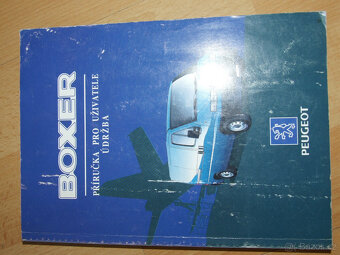 BOXER
PŘÍRUČKA PRO UŽIVATELE
ÚDRŽBA
PEUGEOT